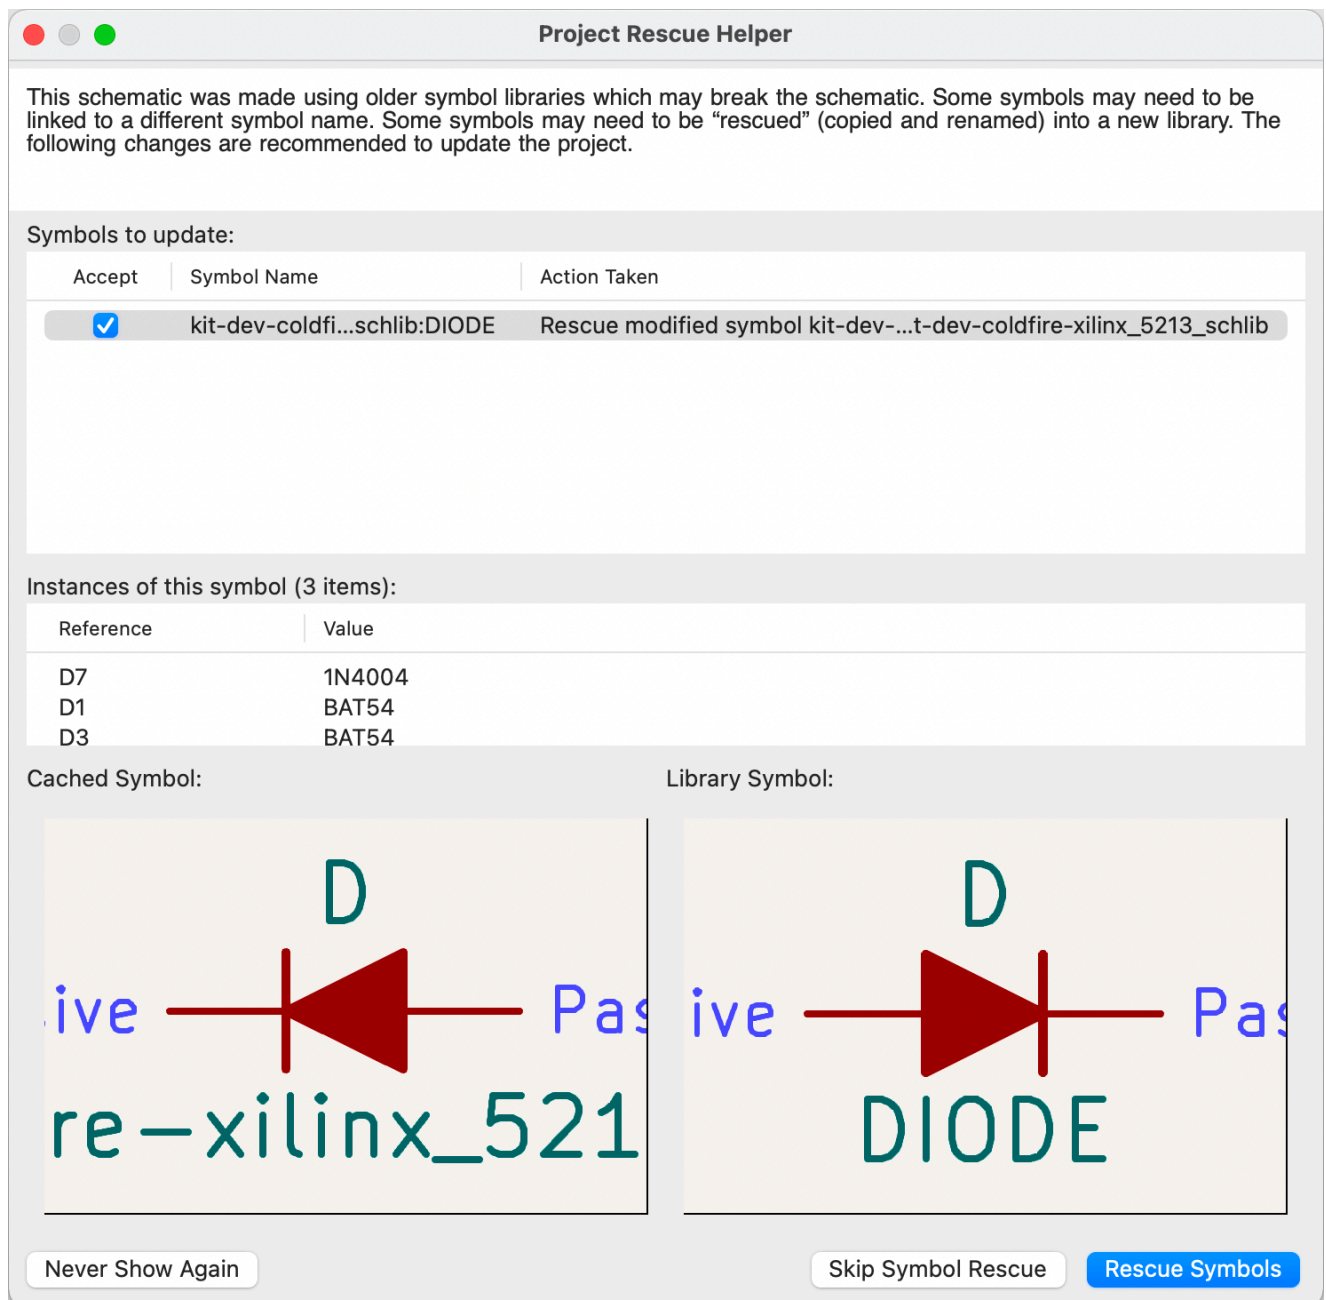 Project Rescue Helper
This schematic was made using older symbol libraries which may break the schematic. Some symbols may need to be
linked to a different symbol name. Some symbols may need to be “rescued” (copied and renamed) into a new library. The
following changes are recommended to update the project.
Symbols to update:
Accept Symbol Name Action Taken
kit-dev-coldfi...schlib:DIODE Rescue modified symbol kit-dev-...t-dev-coldfire-xilinx_5213_schlib
Instances of this symbol (3 items):
Reference Value
D7 1N4004
D1 BAT54
D3 BAT54
Cached Symbol: Library Symbol:
D D
ive Pas ive Pas
re-xilinx_521 DIODE
Never Show Again Skip Symbol Rescue Rescue Symbols